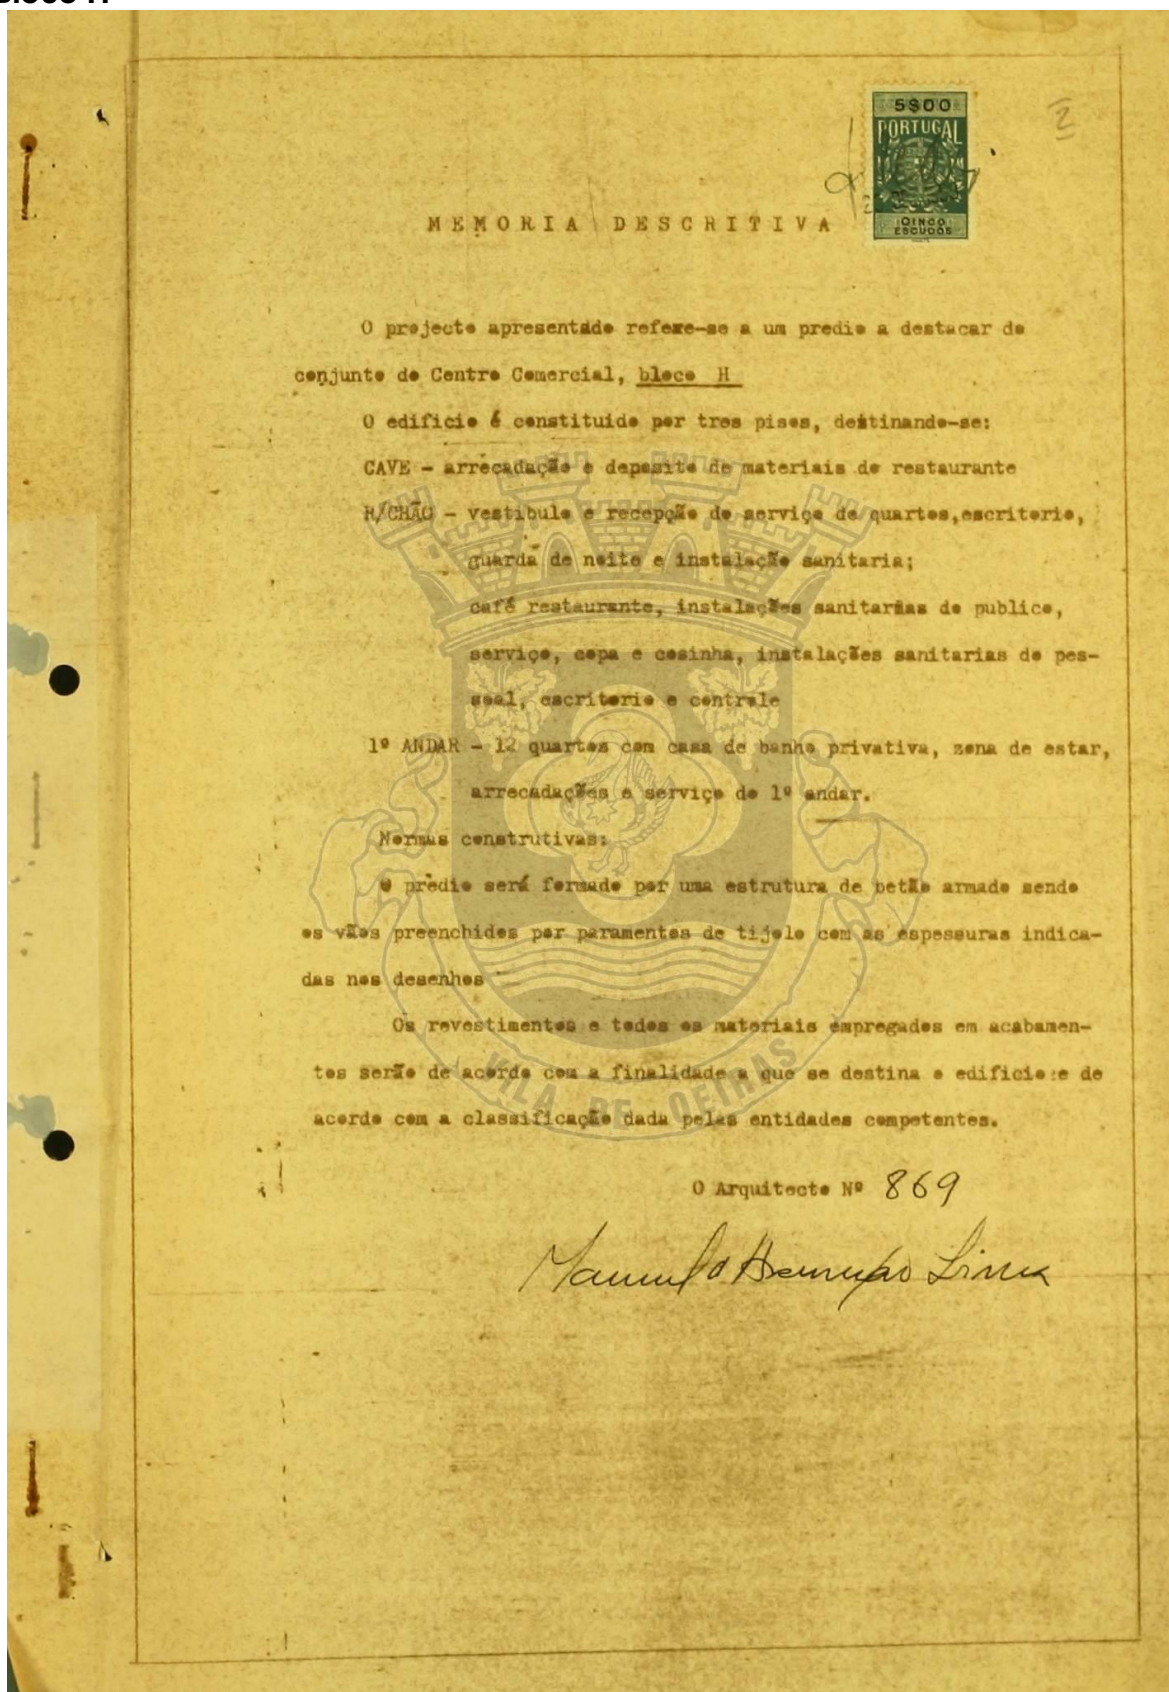 Bloco H
5$00
PORTUGAL
2
CINCO
ESCUDOS
MEMORIA DESCRITIVA
O projecto apresentado refere-se a um predio a destacar do
conjunto do Centro Comercial, bloco H
O edificio é constituido por tres pisos, destinando-se:
CAVE - arrecadação e deposito de materiais do restaurante
R/CHÃO - vestibulo e recepção do serviço de quartos,escritorio,
guarda de noite e instalação sanitaria;
café restaurante, instalações sanitarias do publico,
serviço, copa e cosinha, instalações sanitarias do pes-
soal, escritorio e controle
1º ANDAR - 12 quartos com casa de banho privativa, zona de estar,
arrecadações e serviço do 1º andar.
Normas construtivas:
O prèdio será formado por uma estrutura de betão armado sendo
os vãos preenchidos por paramentos de tijolo com as espessuras indica-
das nos desenhos
Os revestimentos e todos os materiais empregados em acabamen-
tos serão de acordo com a finalidade a que se destina o edificio e de
acordo com a classificação dada pelas entidades competentes.
VILA DE OEIRAS
O Arquitecto Nº 869
Lima